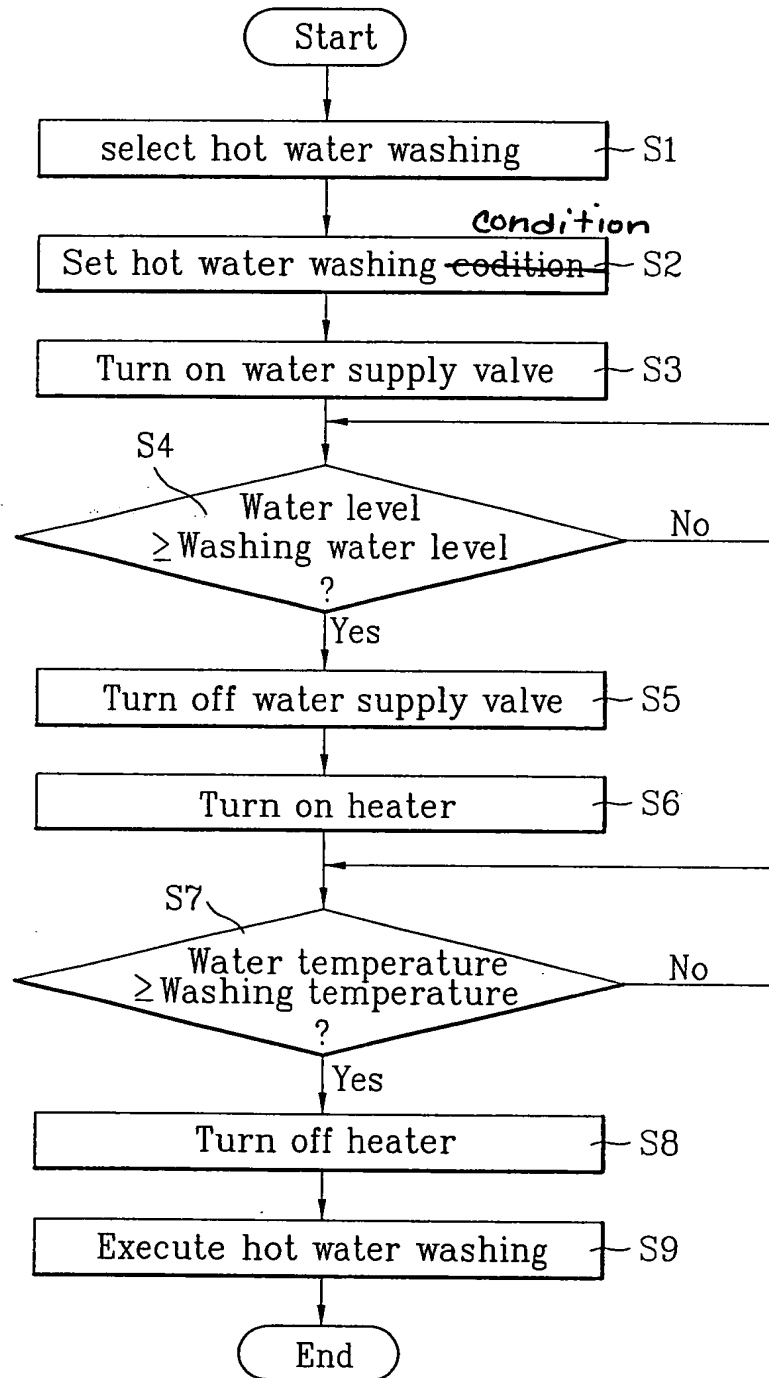 Start
select hot water washing
S1
condition
Set hot water washing codition
S2
Turn on water supply valve
S3
S4
Water level
≥Washing water level
?
No
Yes
Turn off water supply valve
S5
Turn on heater
S6
S7
Water temperature
≥Washing temperature
?
No
Yes
Turn off heater
S8
Execute hot water washing
S9
End